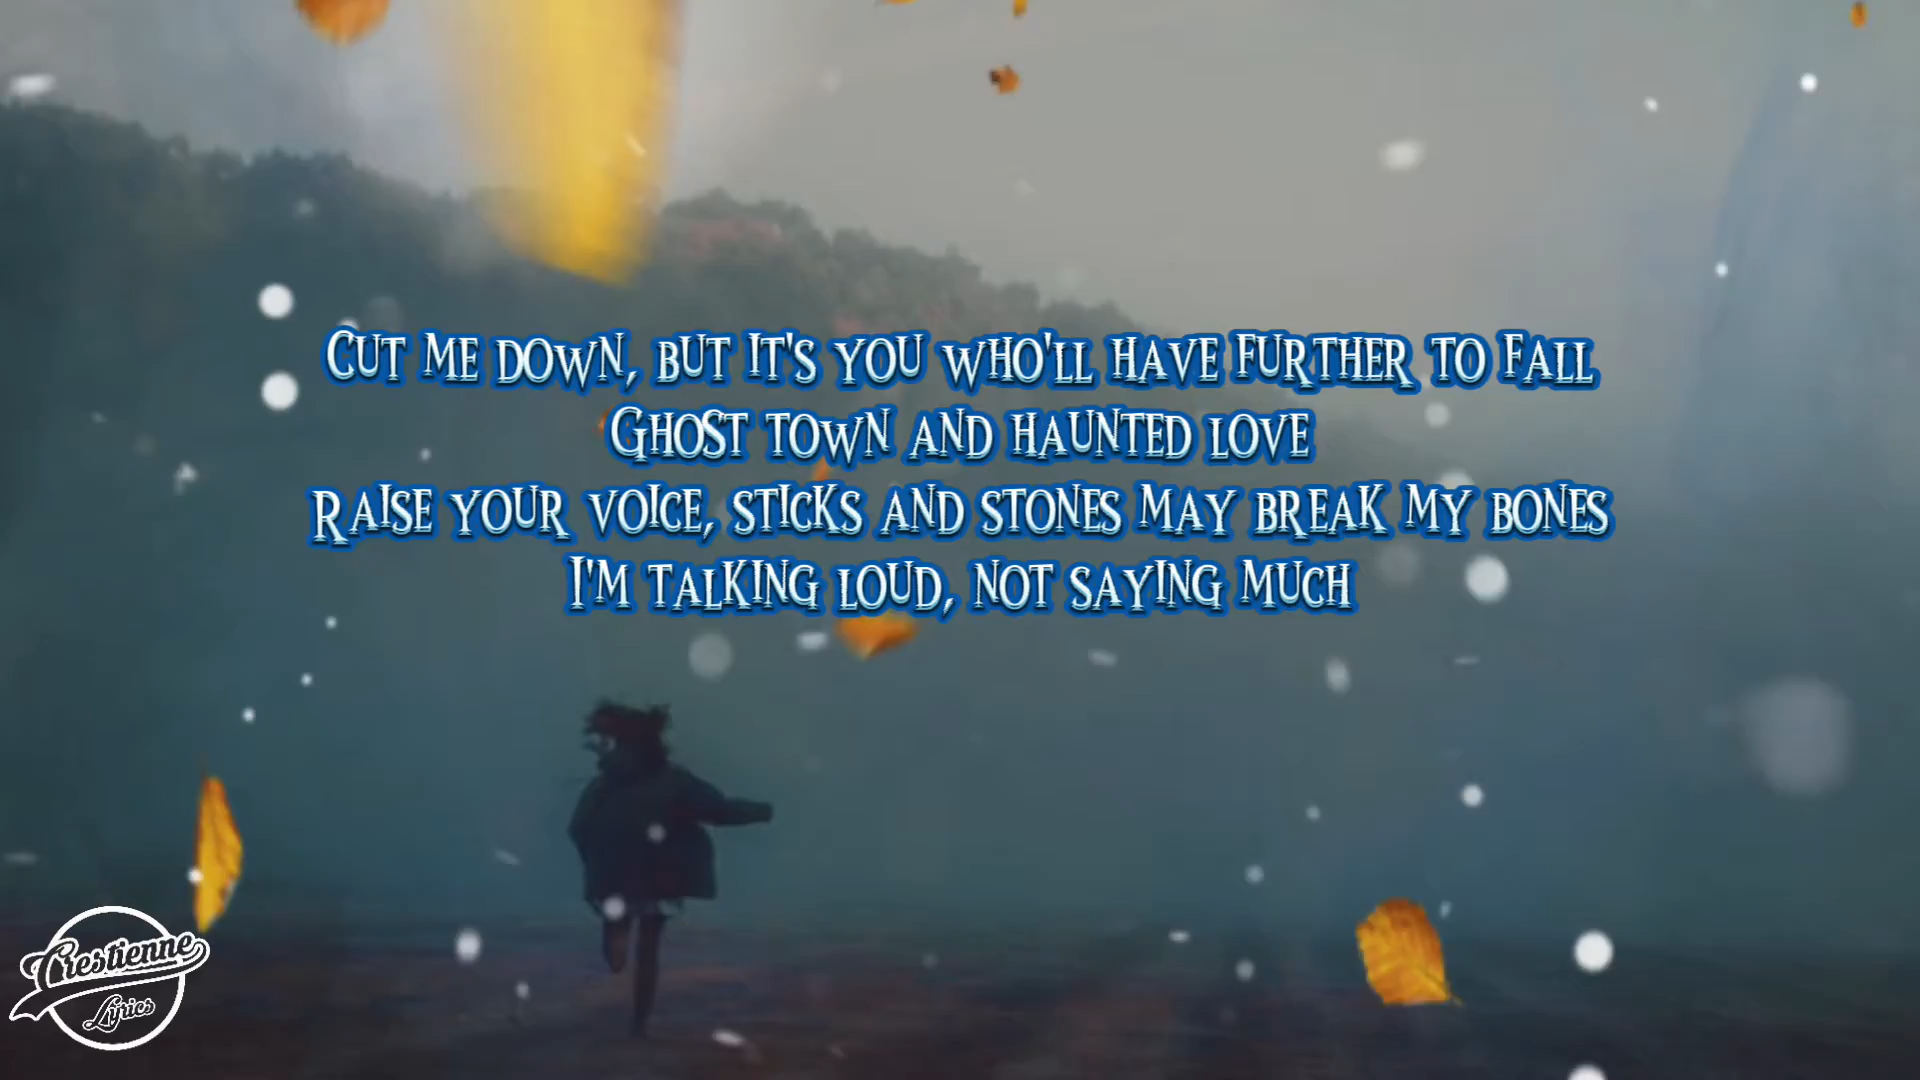 Cut me down, but it's you who'll have further to fall
Ghost town and haunted love
Raise your voice, sticks and stones may break my bones
I'm talking loud, not saying much
Crestienne
Lyrics